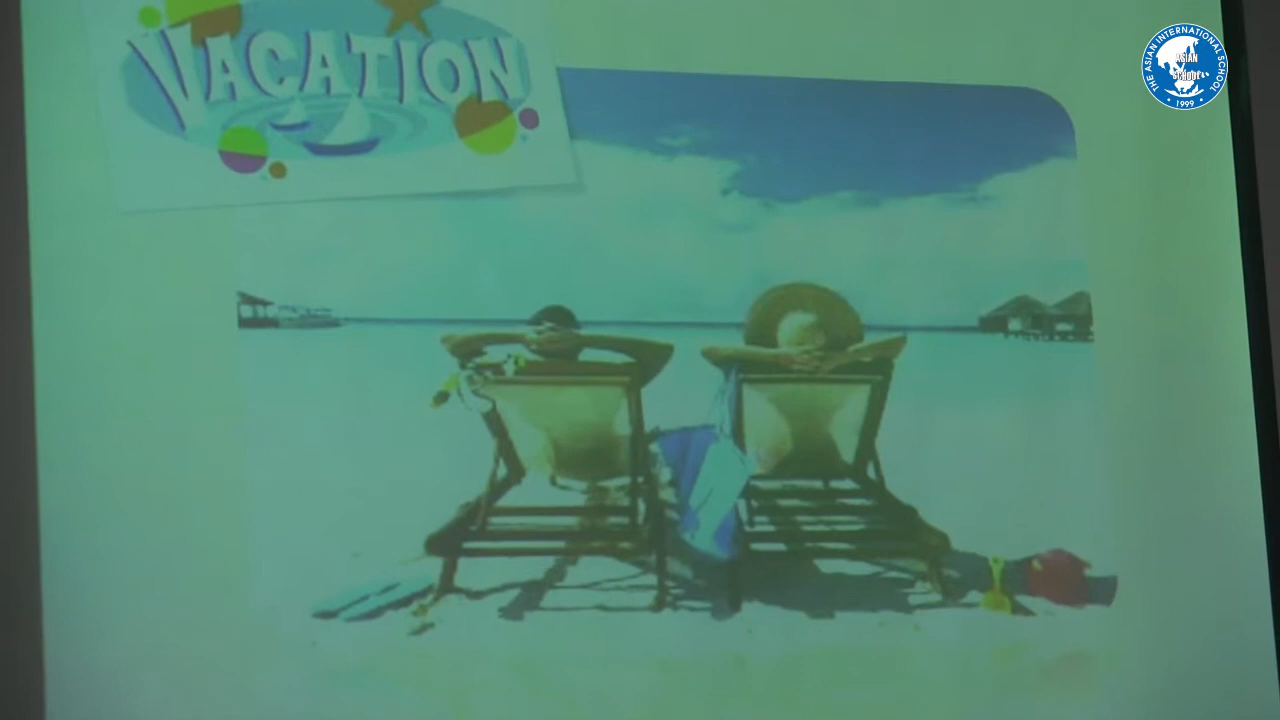 VACATION
THE ASIAN INTERNATIONAL SCHOOL
ASIAN
SCHOOL
• 1999 •